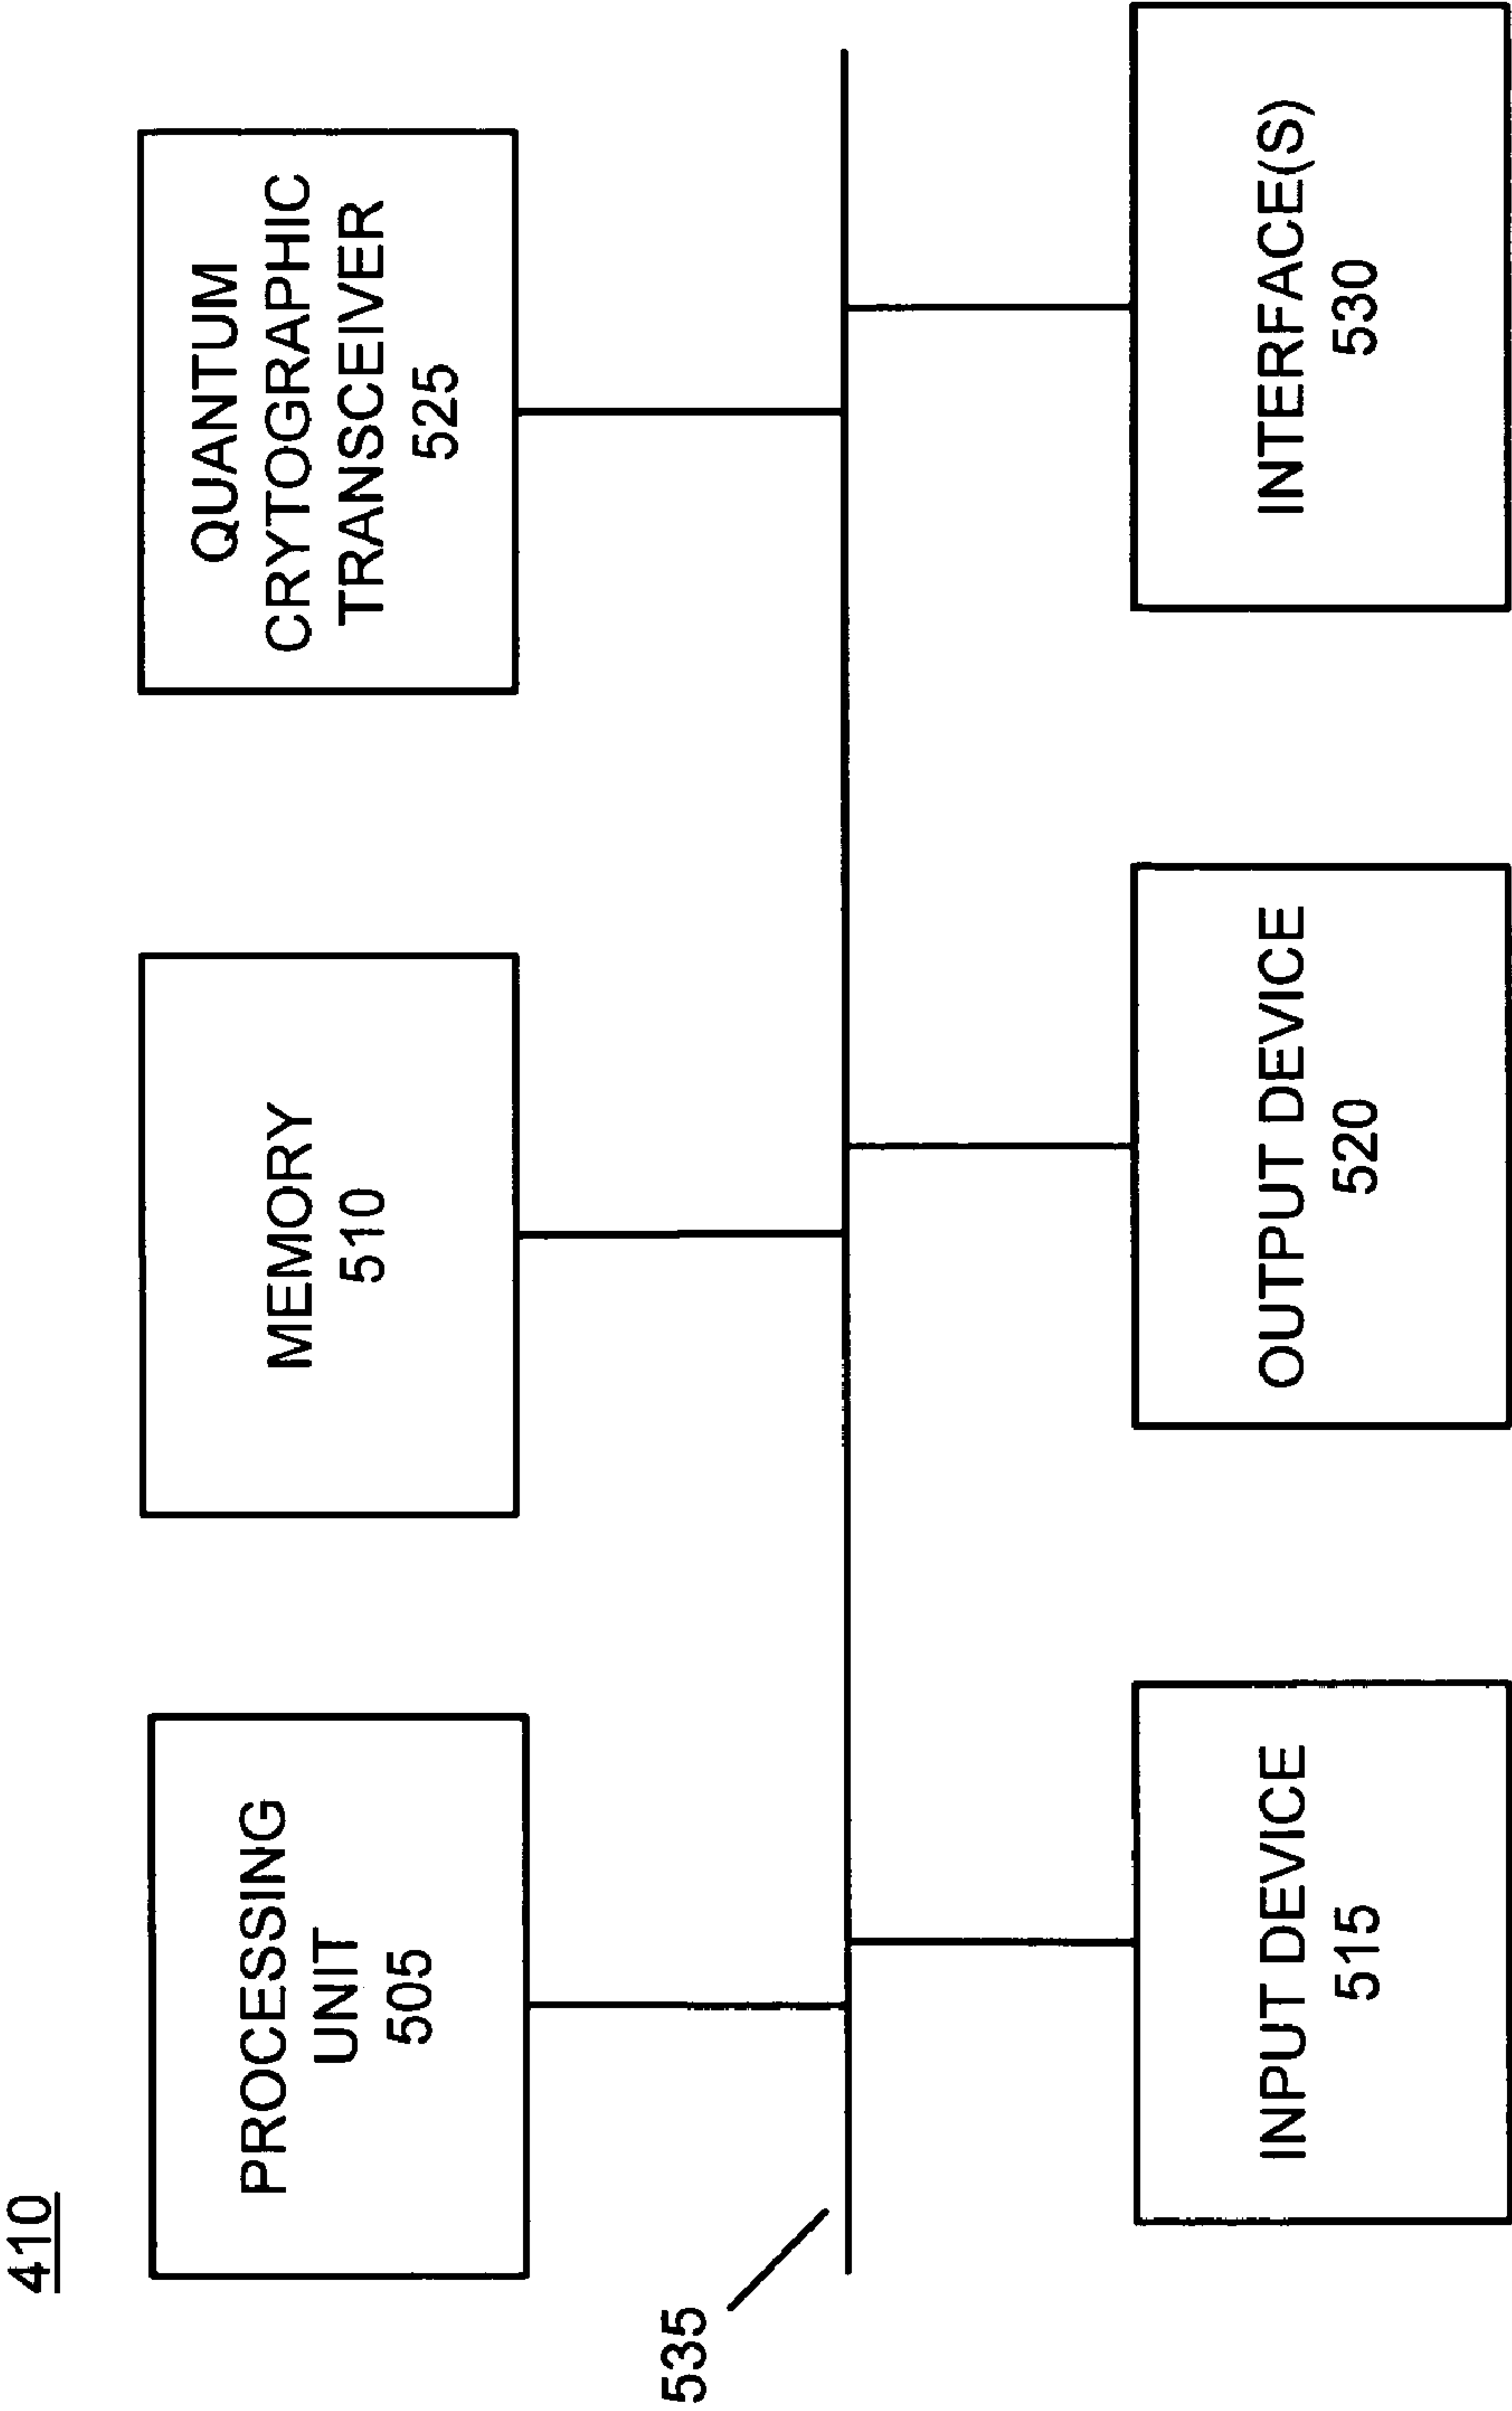 410
PROCESSING
UNIT
505
MEMORY
510
QUANTUM
CRYTOGRAPHIC
TRANSCEIVER
525
535
INPUT DEVICE
515
OUTPUT DEVICE
520
INTERFACE(S)
530